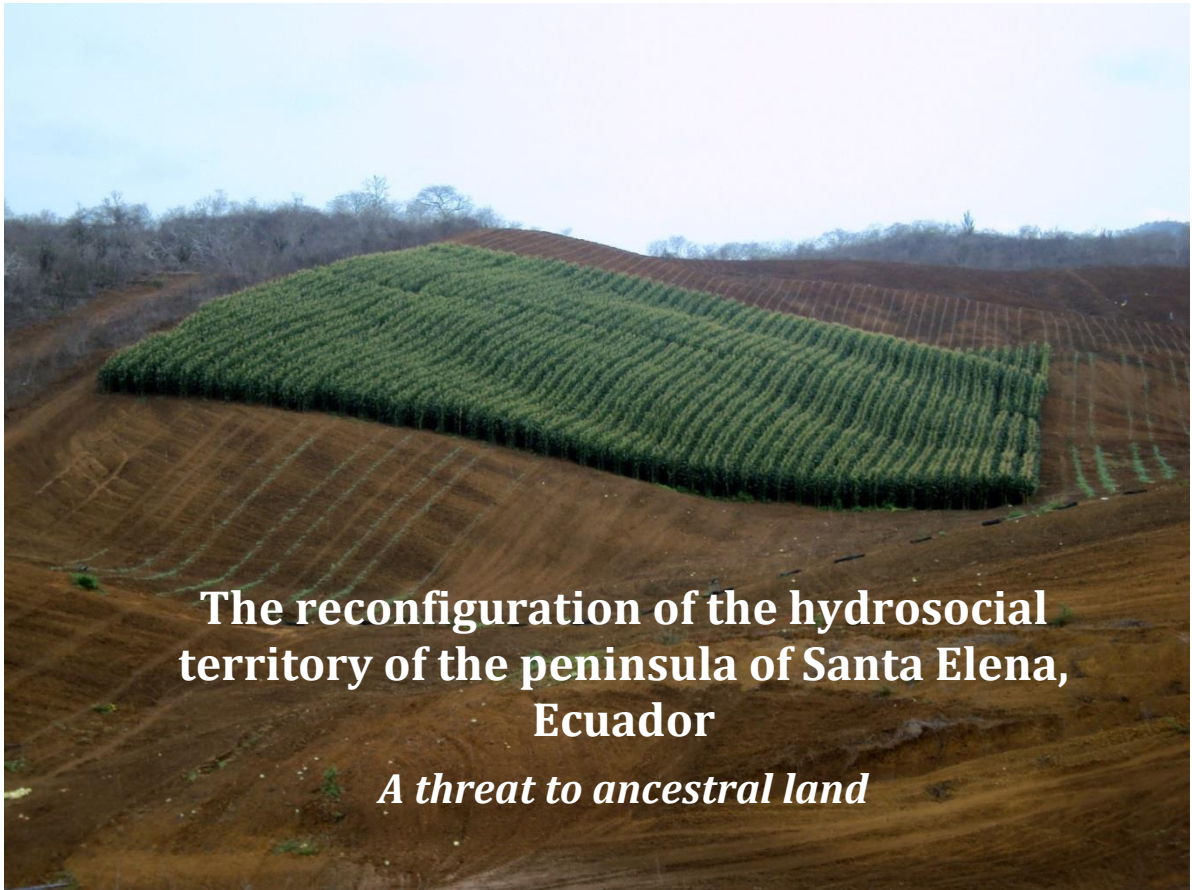 The reconfiguration of the hydrosocial
territory of the peninsula of Santa Elena,
Ecuador
A threat to ancestral land